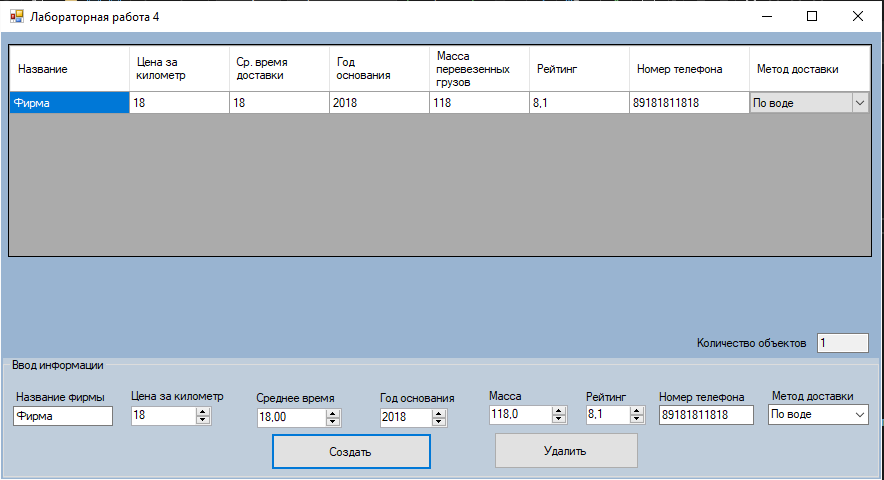 Лабораторная работа 4
Название Цена за километр Ср. время доставки Год основания Масса перевезенных грузов Рейтинг Номер телефона Метод доставки
Фирма 18 18 2018 118 8,1 89181811818 По воде
Количество объектов 1
Ввод информации
Название фирмы Цена за километр Среднее время Год основания Масса Рейтинг Номер телефона Метод доставки
Фирма 18 18,00 2018 118,0 8,1 89181811818 По воде
Создать Удалить